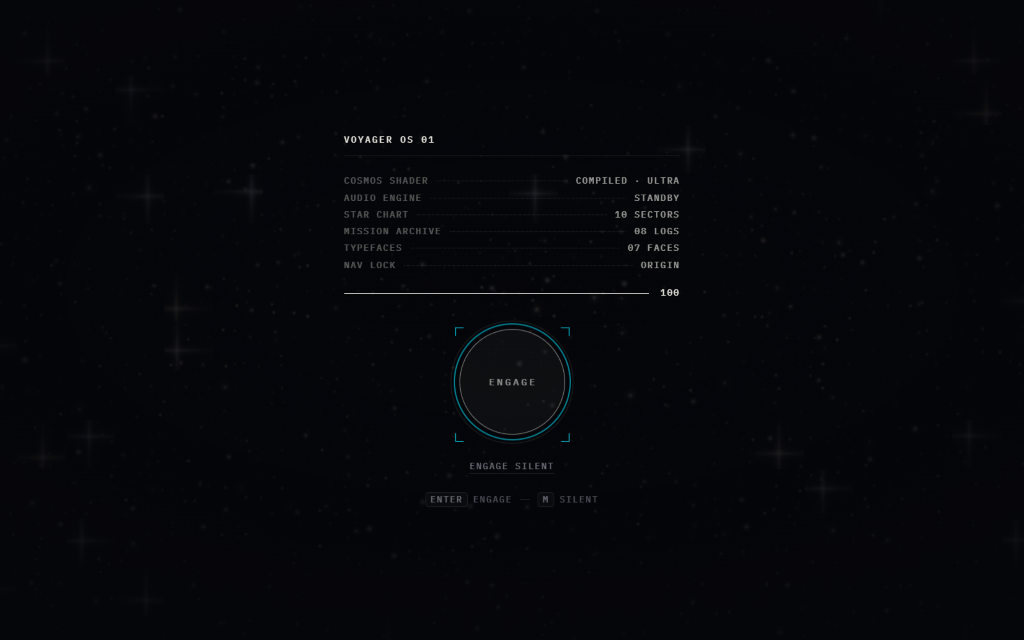 VOYAGER OS 01
COSMOS SHADER COMPILED · ULTRA
AUDIO ENGINE STANDBY
STAR CHART 10 SECTORS
MISSION ARCHIVE 08 LOGS
TYPEFACES 07 FACES
NAV LOCK ORIGIN
100
ENGAGE
ENGAGE SILENT
ENTER ENGAGE — M SILENT